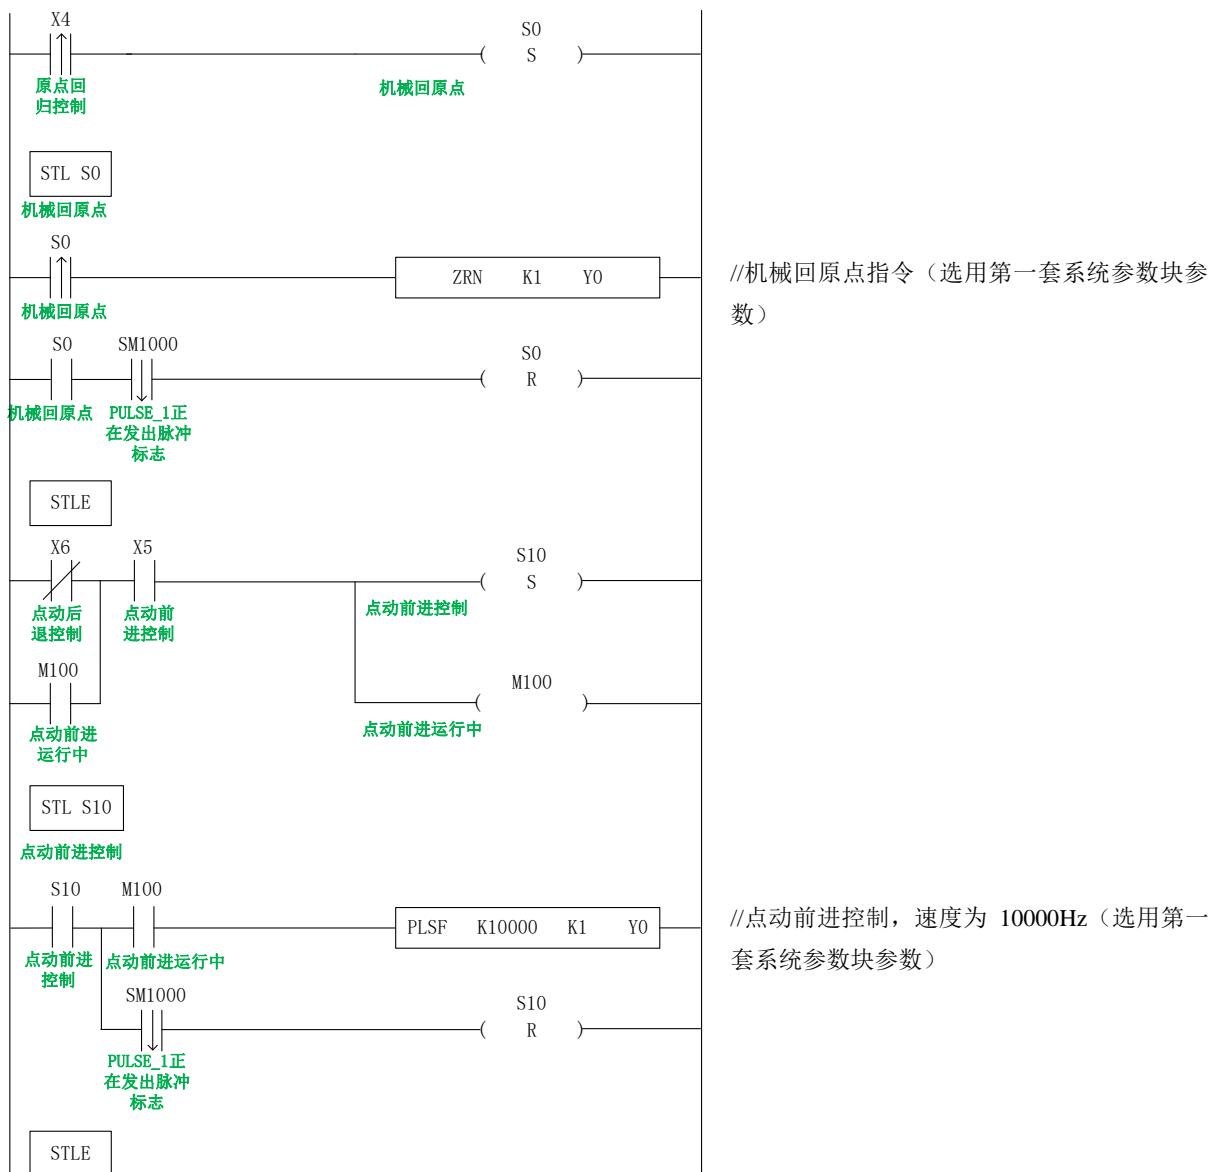 X4
S0
( S )
原点回
归控制
机械回原点
STL S0
机械回原点
S0
ZRN K1 Y0
//机械回原点指令（选用第一套系统参数块参
数）
机械回原点
S0 SM1000
S0
( R )
机械回原点
PULSE_1正
在发出脉冲
标志
STLE
X6 X5
S10
( S )
点动后
退控制
点动前
进控制
点动前进控制
M100
M100
( )
点动前进
运行中
点动前进运行中
STL S10
点动前进控制
S10 M100
PLSF K10000 K1 Y0
//点动前进控制，速度为 10000Hz（选用第一
套系统参数块参数）
点动前进
控制
点动前进运行中
SM1000
S10
( R )
PULSE_1正
在发出脉冲
标志
STLE